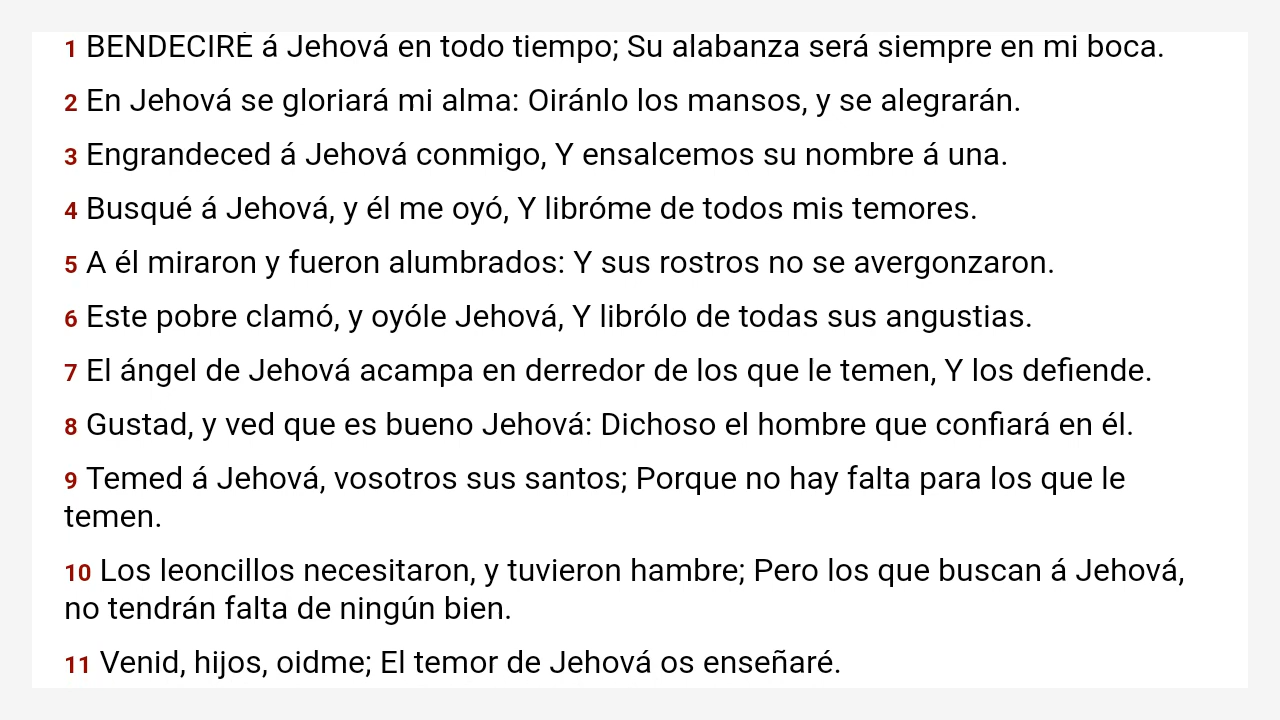 1 BENDECIRÉ á Jehová en todo tiempo; Su alabanza será siempre en mi boca.
2 En Jehová se gloriará mi alma: Oiránlo los mansos, y se alegrarán.
3 Engrandeced á Jehová conmigo, Y ensalcemos su nombre á una.
4 Busqué á Jehová, y él me oyó, Y libróme de todos mis temores.
5 A él miraron y fueron alumbrados: Y sus rostros no se avergonzaron.
6 Este pobre clamó, y oyóle Jehová, Y librólo de todas sus angustias.
7 El ángel de Jehová acampa en derredor de los que le temen, Y los defiende.
8 Gustad, y ved que es bueno Jehová: Dichoso el hombre que confiará en él.
9 Temed á Jehová, vosotros sus santos; Porque no hay falta para los que le
temen.
10 Los leoncillos necesitaron, y tuvieron hambre; Pero los que buscan á Jehová,
no tendrán falta de ningún bien.
11 Venid, hijos, oidme; El temor de Jehová os enseñaré.